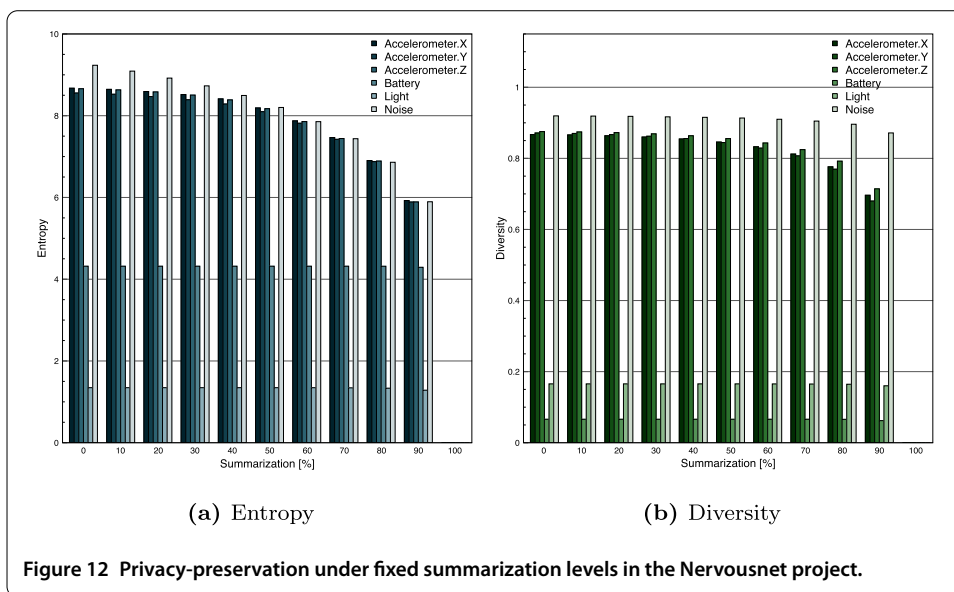 10
8
6
4
2
0
Entropy
Accelerometer.X
Accelerometer.Y
Accelerometer.Z
Battery
Light
Noise
0 10 20 30 40 50 60 70 80 90 100
Summarization [%]
(a) Entropy
1
0.8
0.6
0.4
0.2
0
Diversity
Accelerometer.X
Accelerometer.Y
Accelerometer.Z
Battery
Light
Noise
0 10 20 30 40 50 60 70 80 90 100
Summarization [%]
(b) Diversity
Figure 12 Privacy-preservation under fixed summarization levels in the Nervousnet project.